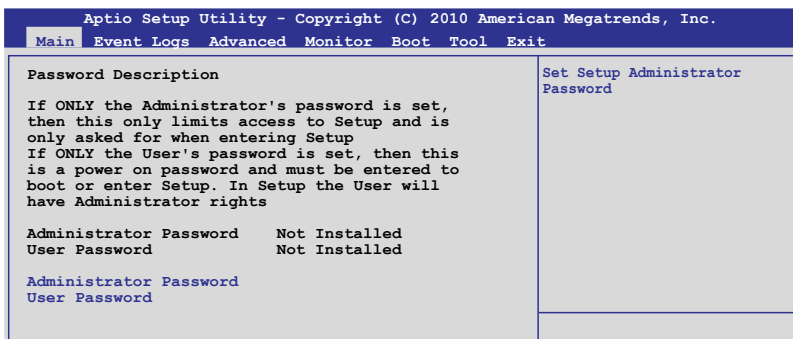 Aptio Setup Utility - Copyright (C) 2010 American Megatrends, Inc.
Main Event Logs Advanced Monitor Boot Tool Exit
Password Description
If ONLY the Administrator's password is set,
then this only limits access to Setup and is
only asked for when entering Setup
If ONLY the User's password is set, then this
is a power on password and must be entered to
boot or enter Setup. In Setup the User will
have Administrator rights
Administrator Password Not Installed
User Password Not Installed
Administrator Password
User Password
Set Setup Administrator
Password